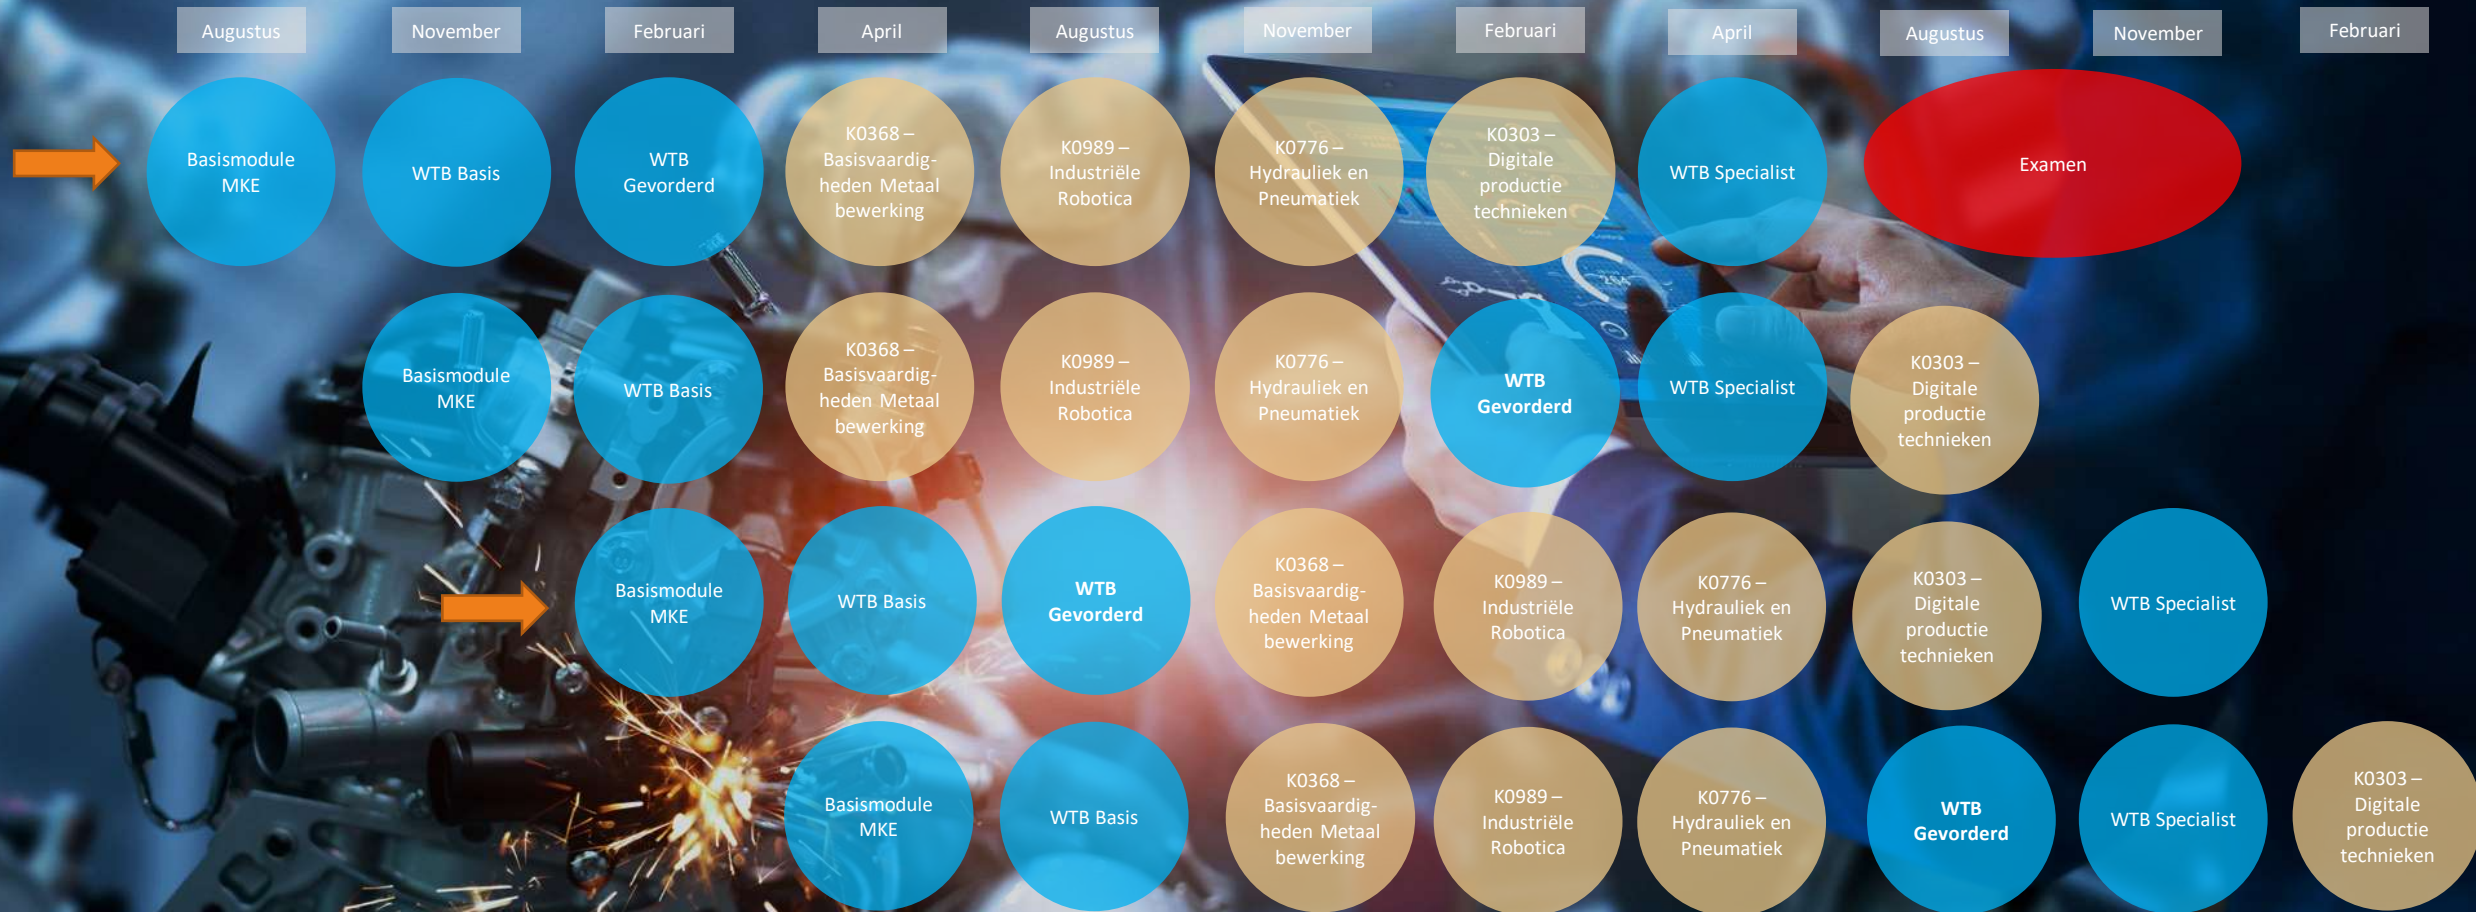 Augustus
November
Februari
April
Augustus
November
Februari
April
Augustus
November
Februari
Basismodule
MKE
WTB Basis
WTB
Gevorderd
K0368 –
Basisvaardig-
heden Metaal
bewerking
K0989 –
Industriële
Robotica
K0776 –
Hydrauliek en
Pneumatiek
K0303 –
Digitale
productie
technieken
WTB Specialist
Examen
Basismodule
MKE
WTB Basis
K0368 –
Basisvaardig-
heden Metaal
bewerking
K0989 –
Industriële
Robotica
K0776 –
Hydrauliek en
Pneumatiek
WTB
Gevorderd
WTB Specialist
K0303 –
Digitale
productie
technieken
Basismodule
MKE
WTB Basis
WTB
Gevorderd
K0368 –
Basisvaardig-
heden Metaal
bewerking
K0989 –
Industriële
Robotica
K0776 –
Hydrauliek en
Pneumatiek
K0303 –
Digitale
productie
technieken
WTB Specialist
Basismodule
MKE
WTB Basis
K0368 –
Basisvaardig-
heden Metaal
bewerking
K0989 –
Industriële
Robotica
K0776 –
Hydrauliek en
Pneumatiek
WTB
Gevorderd
WTB Specialist
K0303 –
Digitale
productie
technieken